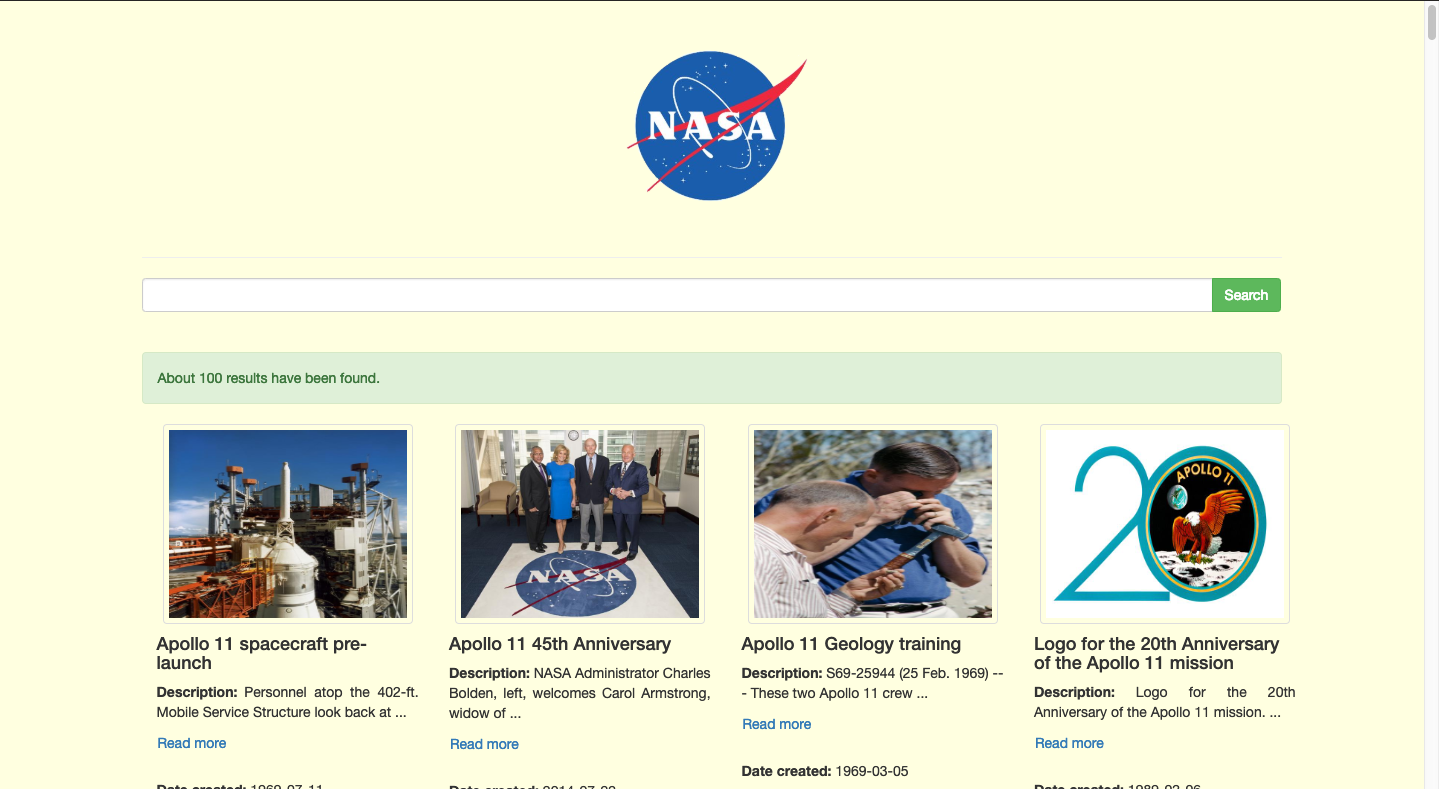 NASA
Search
About 100 results have been found.
NASA
APOLLO 11
Apollo 11 spacecraft pre-
launch
Description: Personnel atop the 402-ft.
Mobile Service Structure look back at ...
Read more
Date created: 1969-07-11
Apollo 11 45th Anniversary
Description: NASA Administrator Charles
Bolden, left, welcomes Carol Armstrong,
widow of ...
Read more
Date created:
Apollo 11 Geology training
Description: S69-25944 (25 Feb. 1969) --
- These two Apollo 11 crew ...
Read more
Date created: 1969-03-05
Logo for the 20th Anniversary
of the Apollo 11 mission
Description: Logo for the 20th
Anniversary of the Apollo 11 mission. ...
Read more
Date created:
20